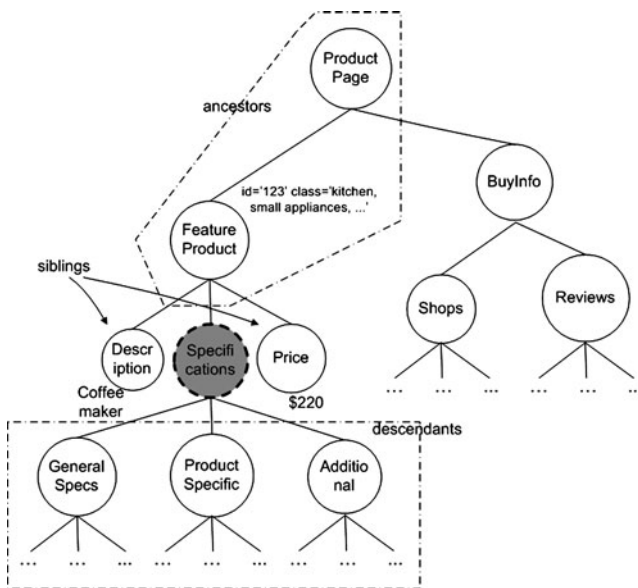 Product
Page
ancestors
id='123' class='kitchen,
small appliances, ...'
BuyInfo
Feature
Product
siblings
Shops
Reviews
Descr
iption
Specifi
cations
Price
Coffee
maker
$220
... ... ... ... ... ...
descendants
General
Specs
Product
Specific
Additio
nal
... ... ... ... ... ... ... ... ...